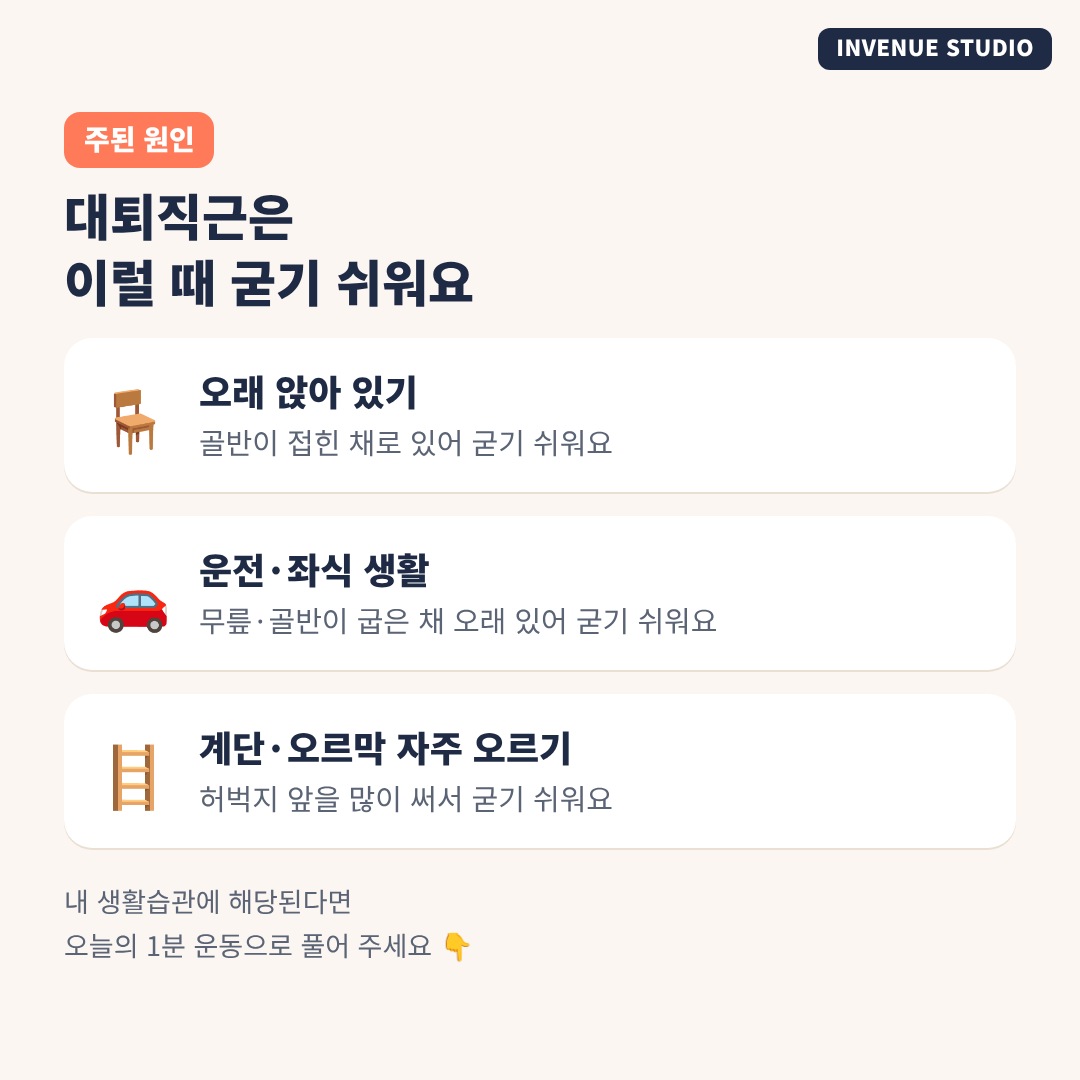 INVENUE STUDIO
주된 원인
대퇴직근은
이럴 때 굳기 쉬워요
오래 앉아 있기
골반이 접힌 채로 있어 굳기 쉬워요
운전·좌식 생활
무릎·골반이 굽은 채 오래 있어 굳기 쉬워요
계단·오르막 자주 오르기
허벅지 앞을 많이 써서 굳기 쉬워요
내 생활습관에 해당된다면
오늘의 1분 운동으로 풀어 주세요 👇